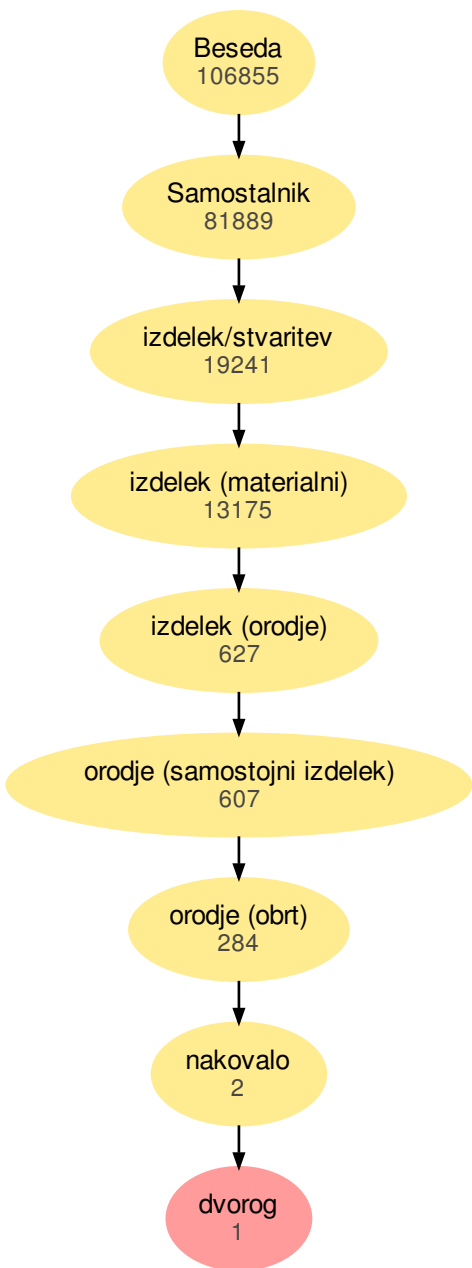 Beseda
106855
Samostalnik
81889
izdelek/stvaritev
19241
izdelek (materialni)
13175
izdelek (orodje)
627
orodje (samostojni izdelek)
607
orodje (obrt)
284
nakovalo
2
dvorog
1